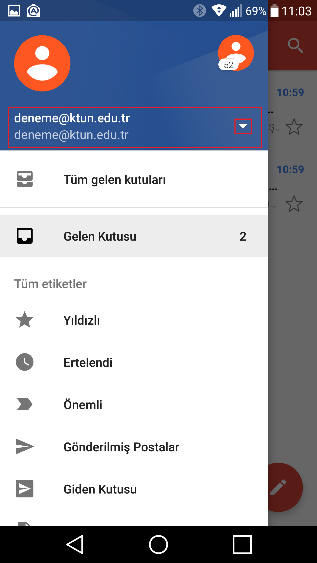 69% 11:03
52
deneme@ktun.edu.tr
deneme@ktun.edu.tr
10:59
Tüm gelen kutuları
10:59
Gelen Kutusu 2
Tüm etiketler
Yıldızlı
Ertelendi
Önemli
Gönderilmiş Postalar
Giden Kutusu